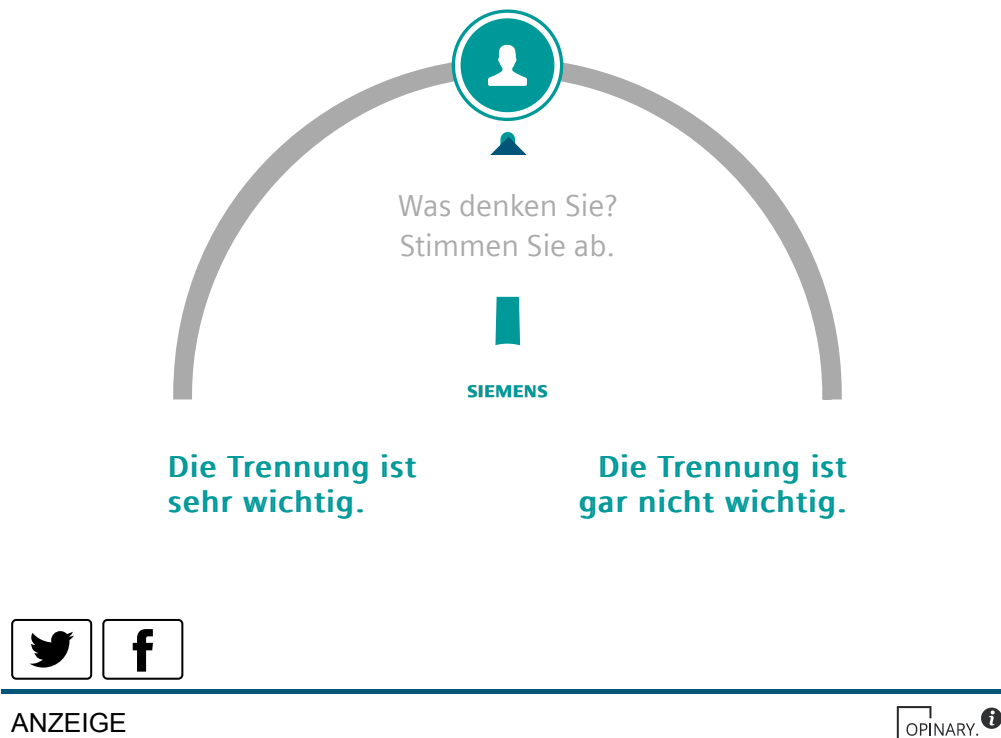 Was denken Sie?
Stimmen Sie ab.
SIEMENS
Die Trennung ist
sehr wichtig.
Die Trennung ist
gar nicht wichtig.
ANZEIGE
OPINARY.